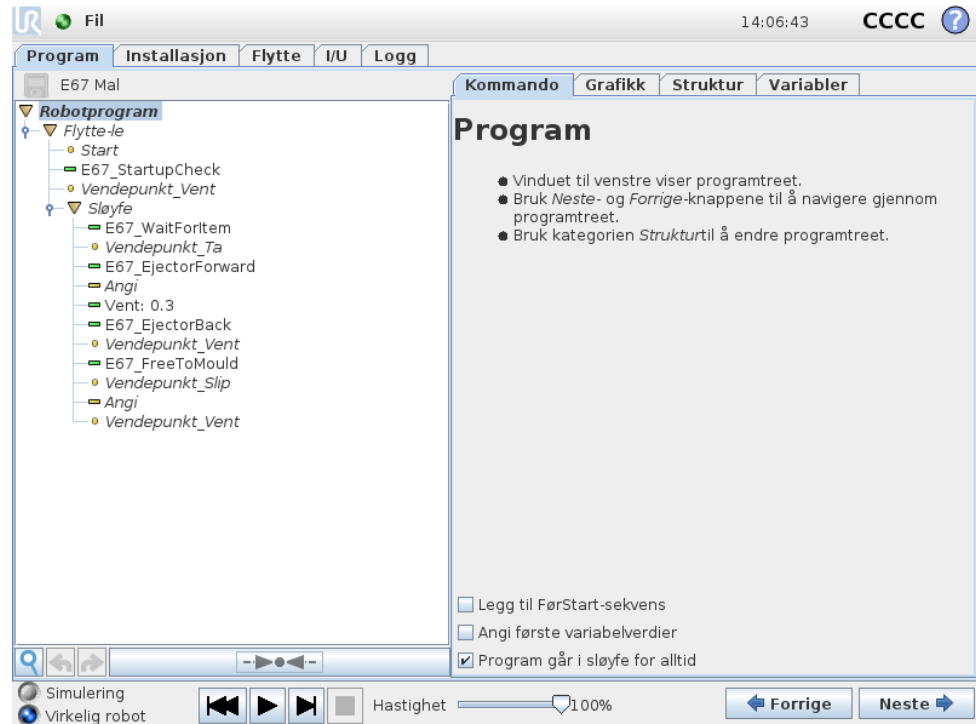 UR Fil 14:06:43 CCCC ?
Program Installasjon Flytte I/U Logg
E67 Mal
Kommando Grafikk Struktur Variabler
Robotprogram
Flytte-le
Start
E67_StartupCheck
Vendepunkt_Vent
Sløyfe
E67_WaitForItem
Vendepunkt_Ta
E67_EjectorForward
Angi
Vent: 0.3
E67_EjectorBack
Vendepunkt_Vent
E67_FreeToMould
Vendepunkt_Slip
Angi
Vendepunkt_Vent
Program
Vinduet til venstre viser programtreet.
Bruk Neste- og Forrige-knappene til å navigere gjennom
programtreet.
Bruk kategorien Strukturtil å endre programtreet.
Legg til FørStart-sekvens
Angi første variabelverdier
Program går i sløyfe for alltid
Simulering
Virkelig robot
Hastighet 100%
Forrige Neste